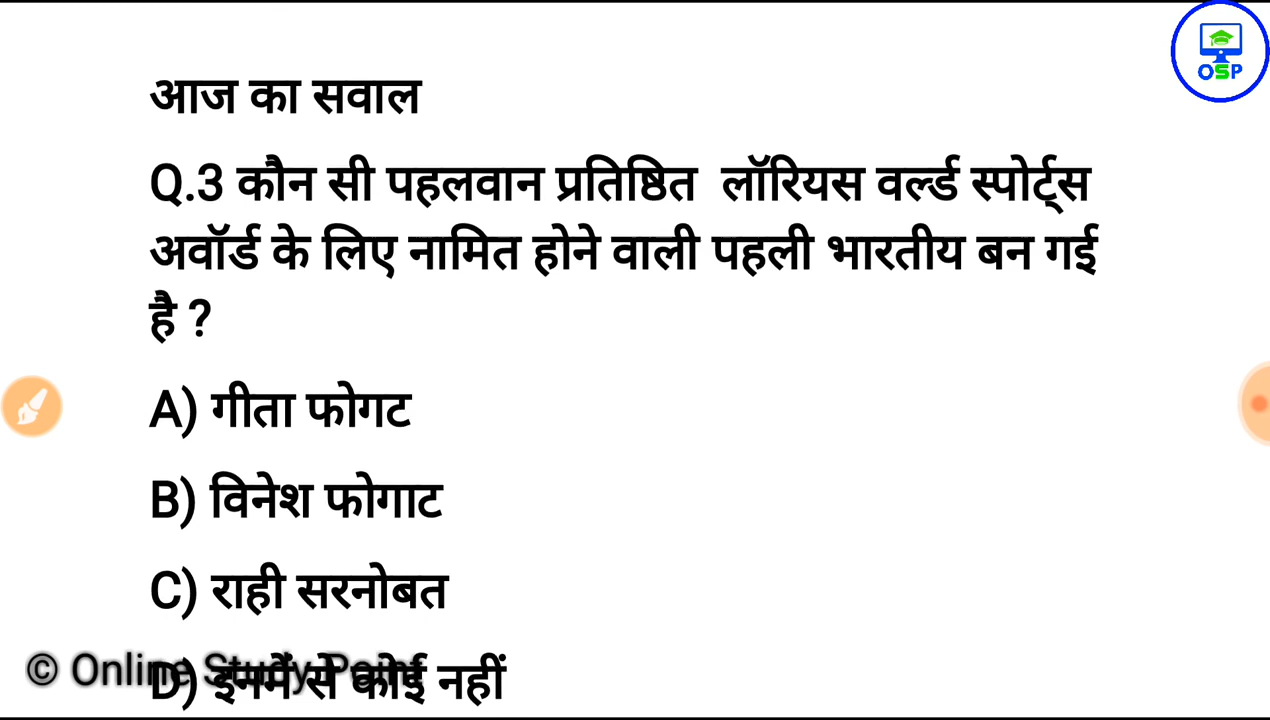 OSP
आज का सवाल
Q.3 कौन सी पहलवान प्रतिष्ठित लॉरियस वर्ल्ड स्पोर्ट्स
अवॉर्ड के लिए नामित होने वाली पहली भारतीय बन गई
है ?
A) गीता फोगट
B) विनेश फोगाट
C) राही सरनोबत
D) इनमें से कोई नहीं
© Online Study Point